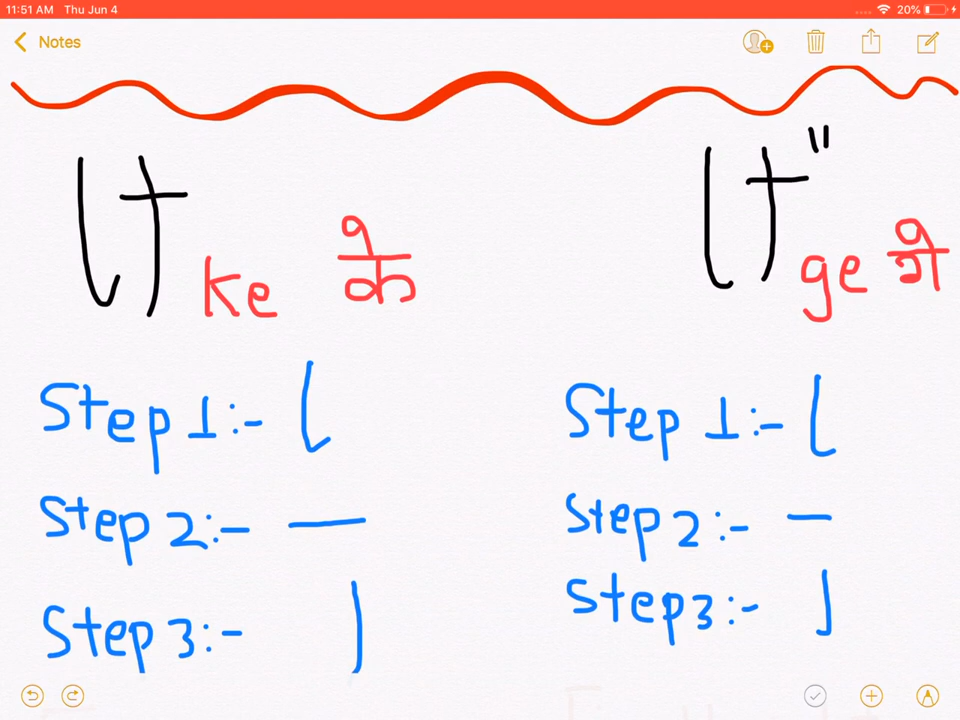 11:51 AM Thu Jun 4 20%
Notes
け げ
ke के ge गे
Step 1:- Step 1:-
Step 2:- Step 2:-
Step 3:- Step 3:-